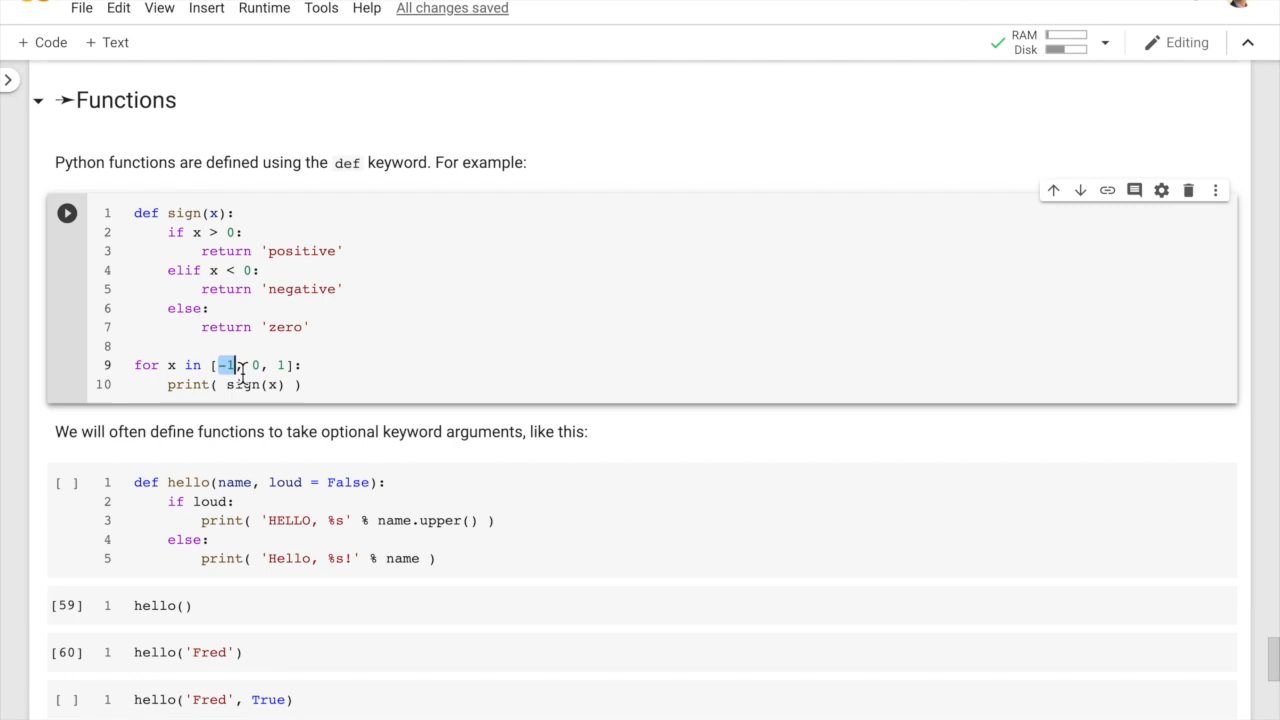 File Edit View Insert Runtime Tools Help All changes saved
+ Code + Text RAM Disk Editing
Functions
Python functions are defined using the def keyword. For example:
1 def sign(x):
2 if x > 0:
3 return 'positive'
4 elif x < 0:
5 return 'negative'
6 else:
7 return 'zero'
8
9 for x in [-1, 0, 1]:
10 print( sign(x) )
We will often define functions to take optional keyword arguments, like this:
[ ] 1 def hello(name, loud = False):
2 if loud:
3 print( 'HELLO, %s' % name.upper() )
4 else:
5 print( 'Hello, %s!' % name )
[59] 1 hello()
[60] 1 hello('Fred')
[ ] 1 hello('Fred', True)